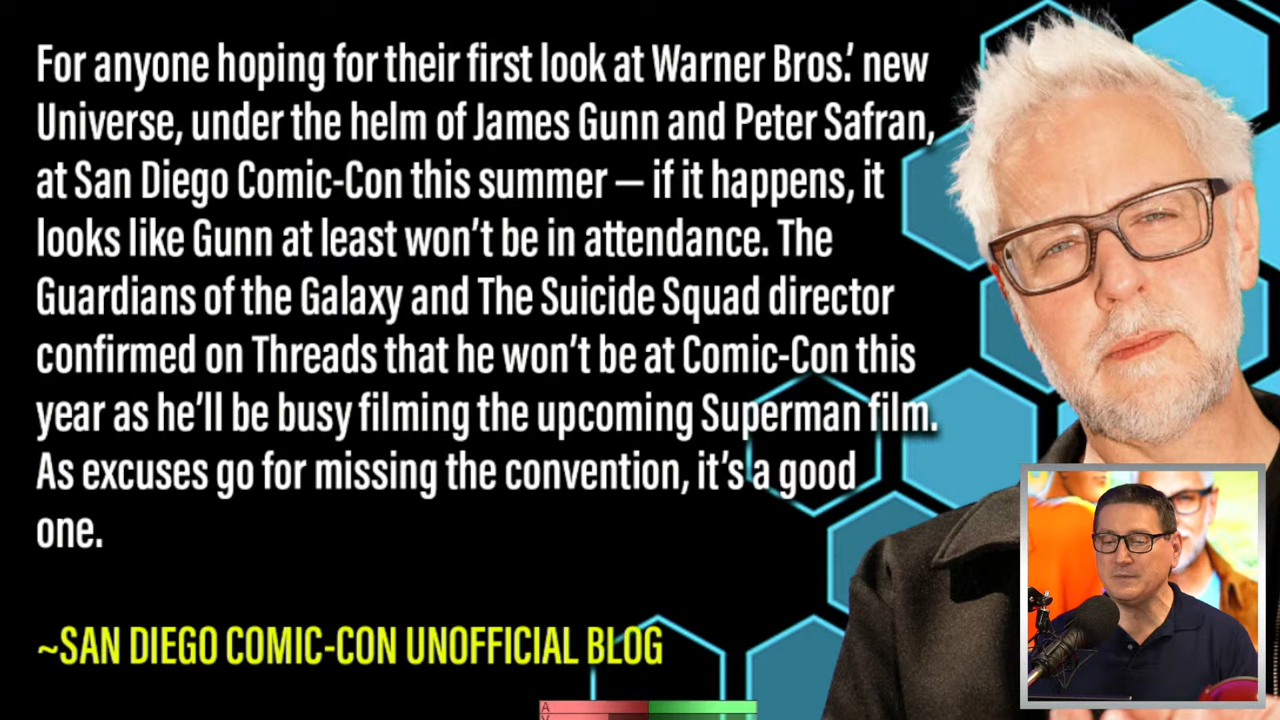 For anyone hoping for their first look at Warner Bros.’ new
Universe, under the helm of James Gunn and Peter Safran,
at San Diego Comic-Con this summer — if it happens, it
looks like Gunn at least won’t be in attendance. The
Guardians of the Galaxy and The Suicide Squad director
confirmed on Threads that he won’t be at Comic-Con this
year as he’ll be busy filming the upcoming Superman film.
As excuses go for missing the convention, it’s a good
one.
~SAN DIEGO COMIC-CON UNOFFICIAL BLOG
A